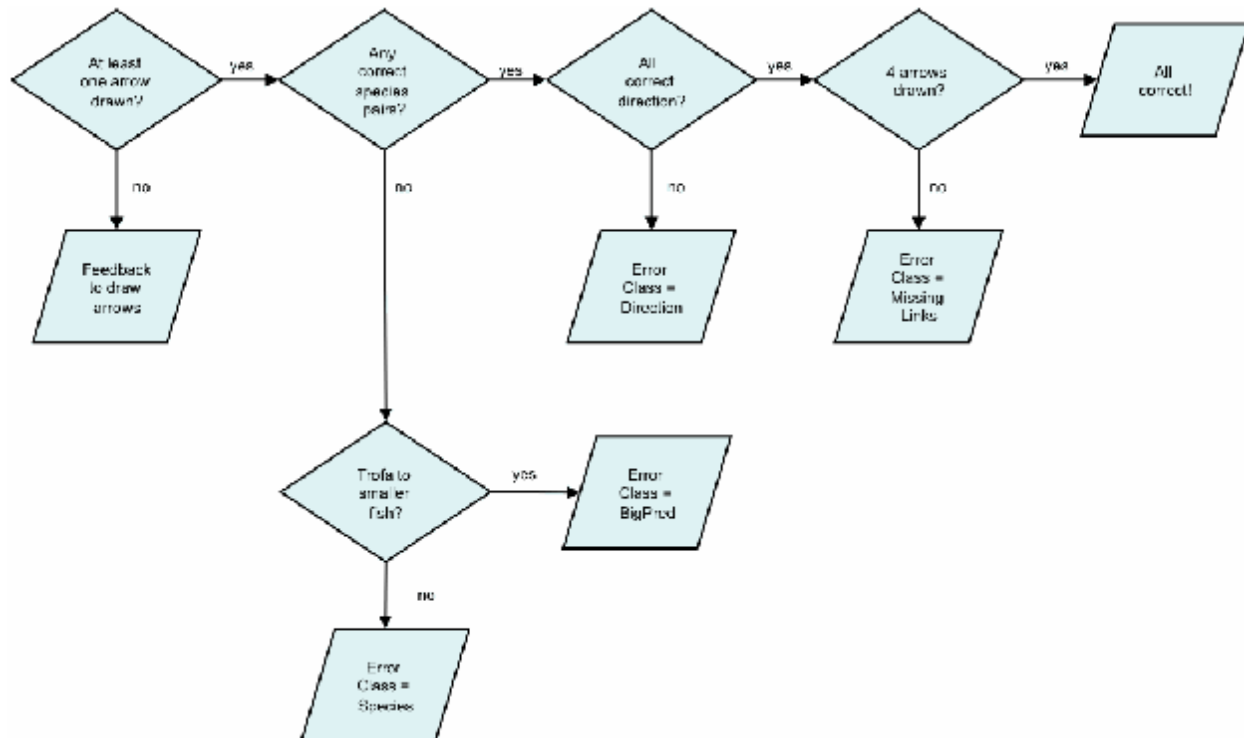 At least
one arrow
drawn?
yes
Any
correct
species
pairs?
yes
All
correct
direction?
yes
4 arrows
drawn?
yes
All
correct!
no
no
no
no
Feedback
to draw
arrows
Error
Class =
Direction
Error
Class =
Missing
Links
Trofa to
smaller
fish?
yes
Error
Class =
BigPred
no
Error
Class =
Species